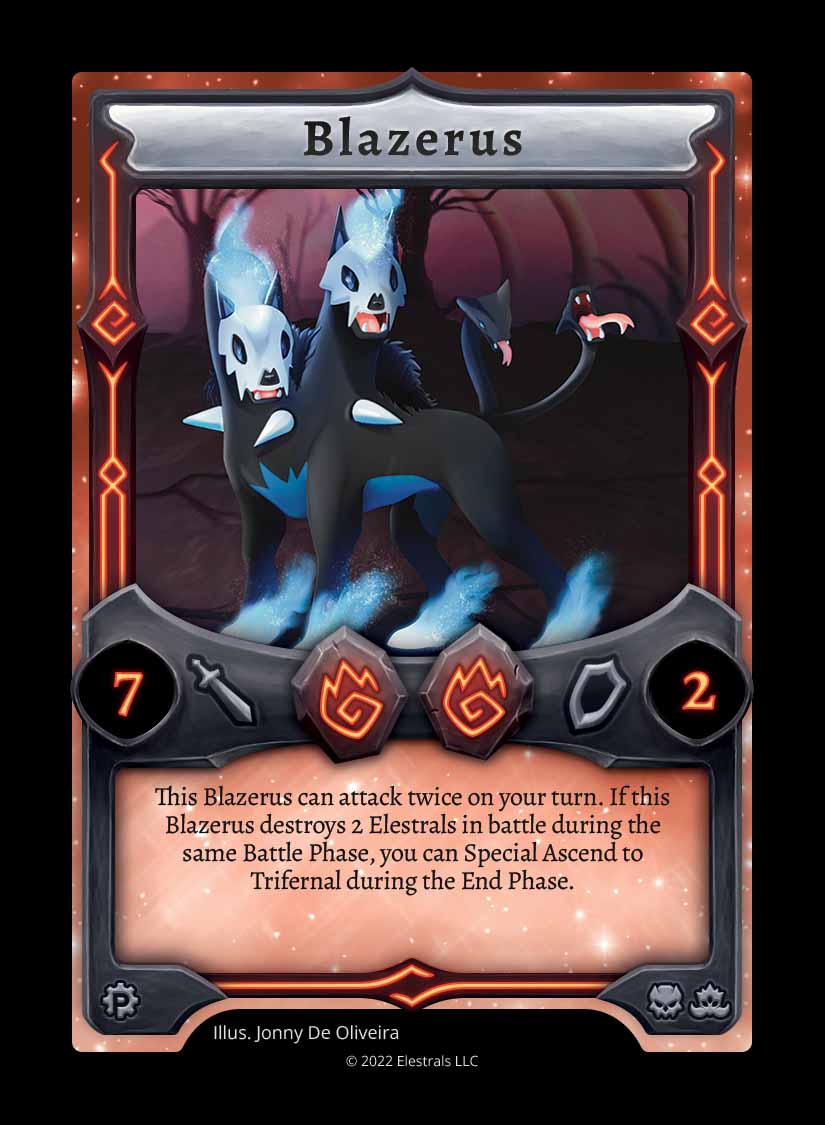 Blazerus
7
2
This Blazerus can attack twice on your turn. If this
Blazerus destroys 2 Elestrals in battle during the
same Battle Phase, you can Special Ascend to
Trifernal during the End Phase.
P
Illus. Jonny De Oliveira
© 2022 Elestrals LLC